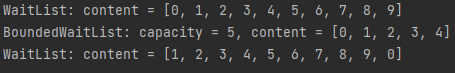 WaitList: content = [0, 1, 2, 3, 4, 5, 6, 7, 8, 9]
BoundedWaitList: capacity = 5, content = [0, 1, 2, 3, 4]
WaitList: content = [1, 2, 3, 4, 5, 6, 7, 8, 9, 0]